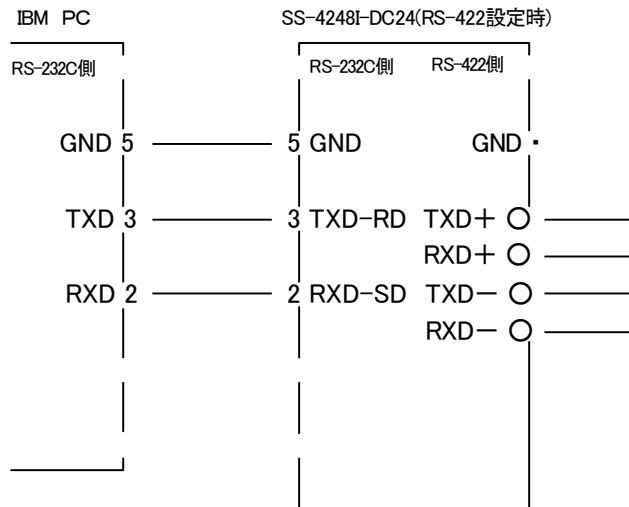 IBM PC
SS-4248I-DC24(RS-422設定時)
RS-232C側
RS-232C側 RS-422側
GND 5 5 GND GND
TXD 3 3 TXD-RD TXD+
RXD+
RXD 2 2 RXD-SD TXD-
RXD-